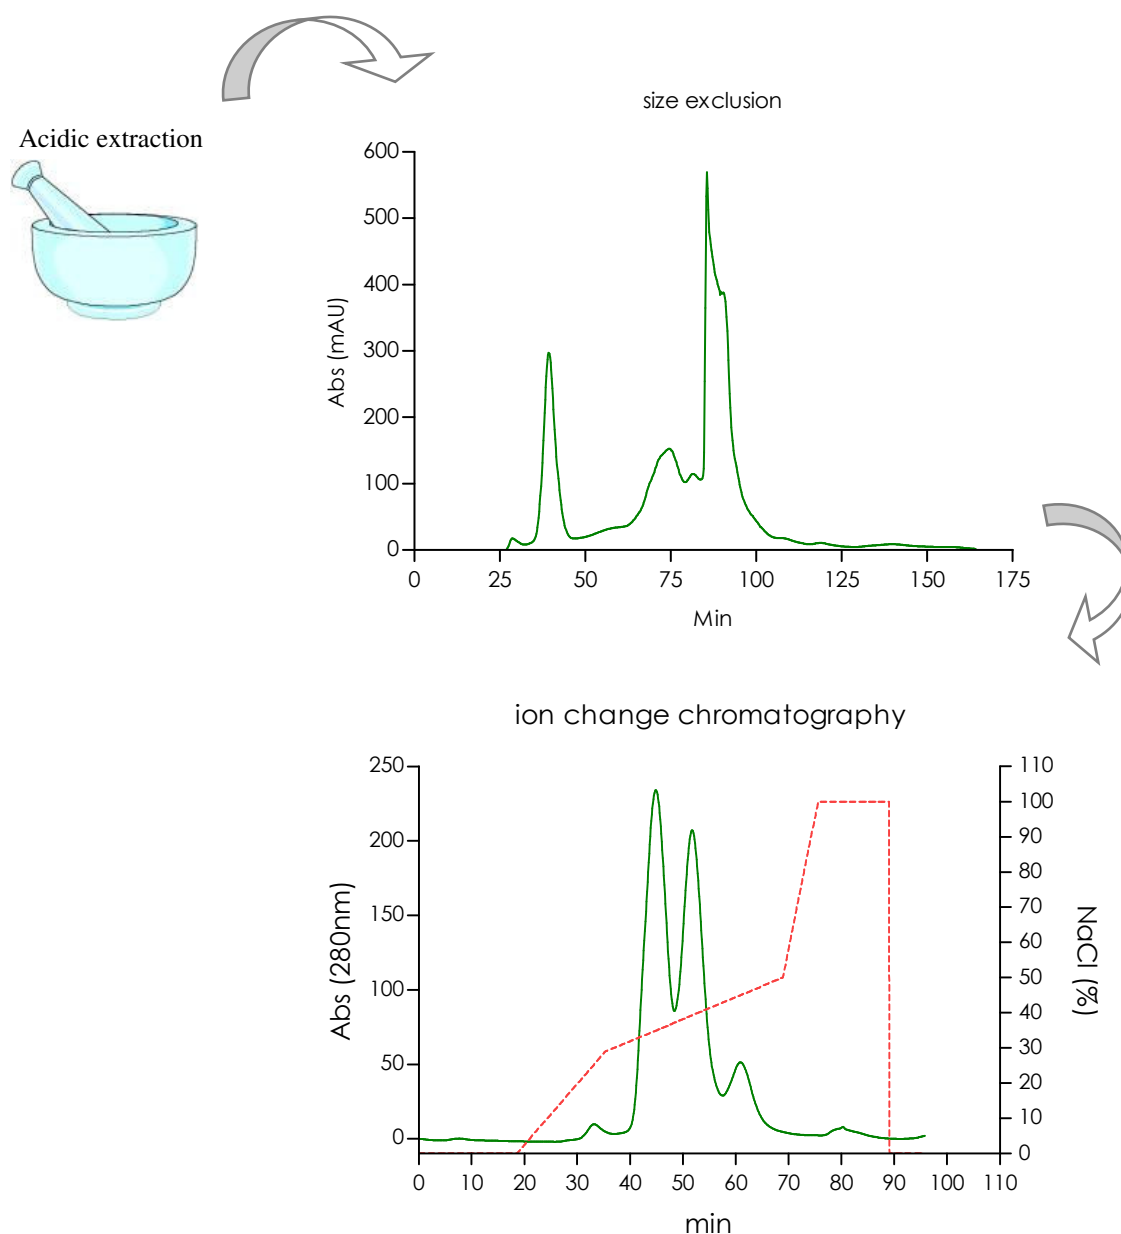 Acidic extraction
size exclusion
600
500
400
300
200
100
0
Abs (mAU)
0 25 50 75 100 125 150 175
Min
ion change chromatography
250
200
150
100
50
0
Abs (280nm)
110
100
90
80
70
60
50
40
30
20
10
0
NaCl (%)
0 10 20 30 40 50 60 70 80 90 100 110
min